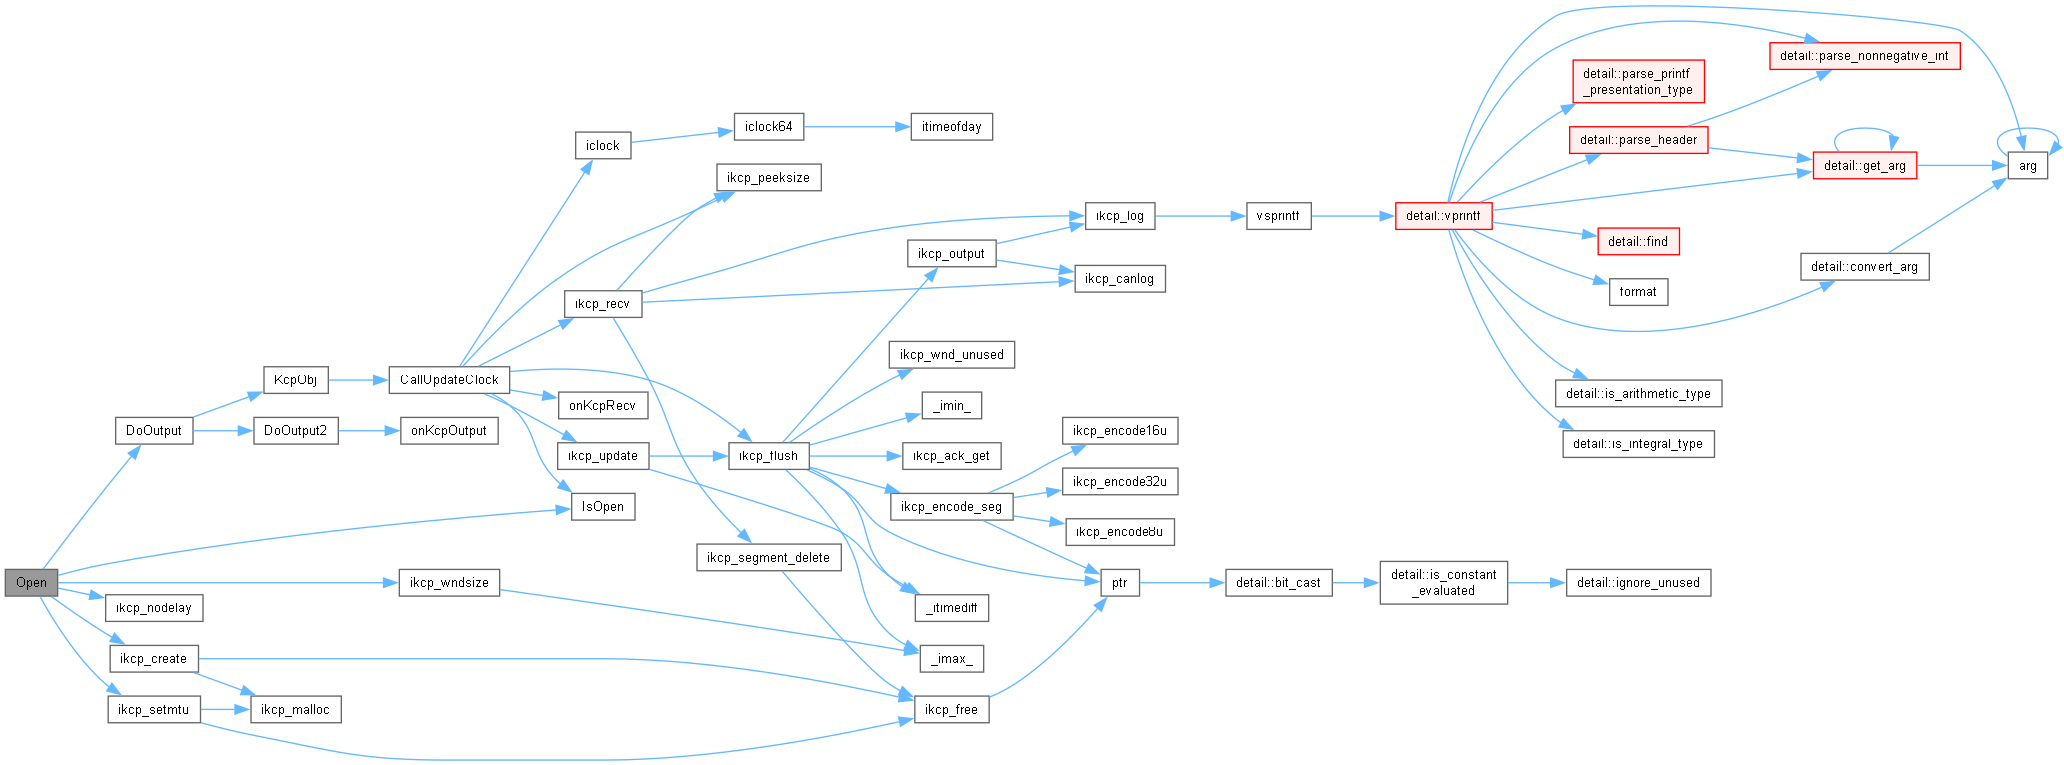 Open
DoOutput
ikcp_nodelay
ikcp_create
ikcp_setmtu
KcpObj
DoOutput2
ikcp_malloc
CallUpdateClock
onKcpOutput
ikcp_wndsize
iclock
ikcp_recv
onKcpRecv
ikcp_update
IsOpen
iclock64
ikcp_peeksize
ikcp_flush
ikcp_segment_delete
itimeofday
ikcp_output
ikcp_wnd_unused
_imin_
ikcp_ack_get
ikcp_encode_seg
_itimediff
_imax_
ikcp_free
ikcp_log
ikcp_canlog
ikcp_encode16u
ikcp_encode32u
ikcp_encode8u
ptr
vsprintf
detail::bit_cast
detail::vprintf
detail::is_constant
_evaluated
detail::parse_printf
_presentation_type
detail::parse_header
detail::find
format
detail::is_arithmetic_type
detail::is_integral_type
detail::ignore_unused
detail::parse_nonnegative_int
detail::get_arg
detail::convert_arg
arg